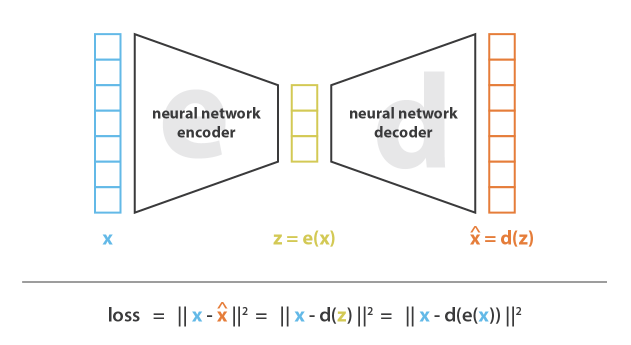 e
d
neural network
encoder
neural network
decoder
x
z = e(x)
x̂ = d(z)
loss = || x - x̂ ||² = || x - d(z) ||² = || x - d(e(x)) ||²